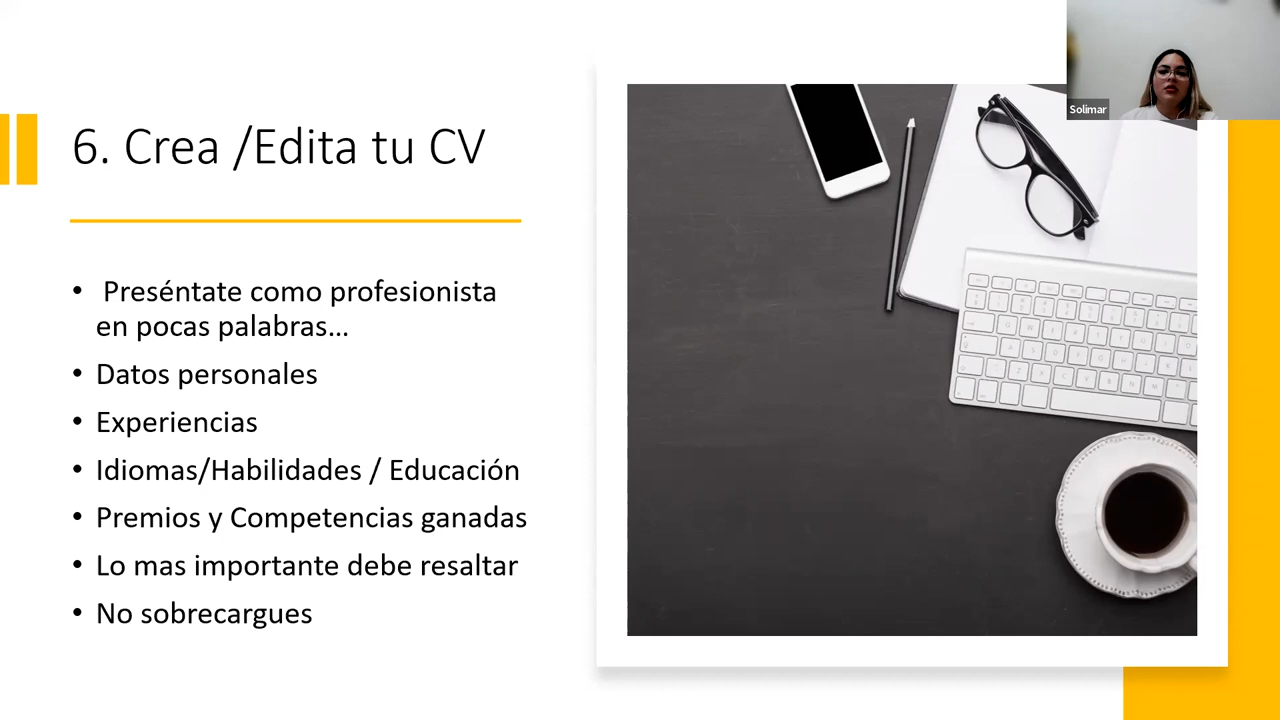 6. Crea /Edita tu CV
• Preséntate como profesionista
en pocas palabras...
• Datos personales
• Experiencias
• Idiomas/Habilidades / Educación
• Premios y Competencias ganadas
• Lo mas importante debe resaltar
• No sobrecargues
Solimar